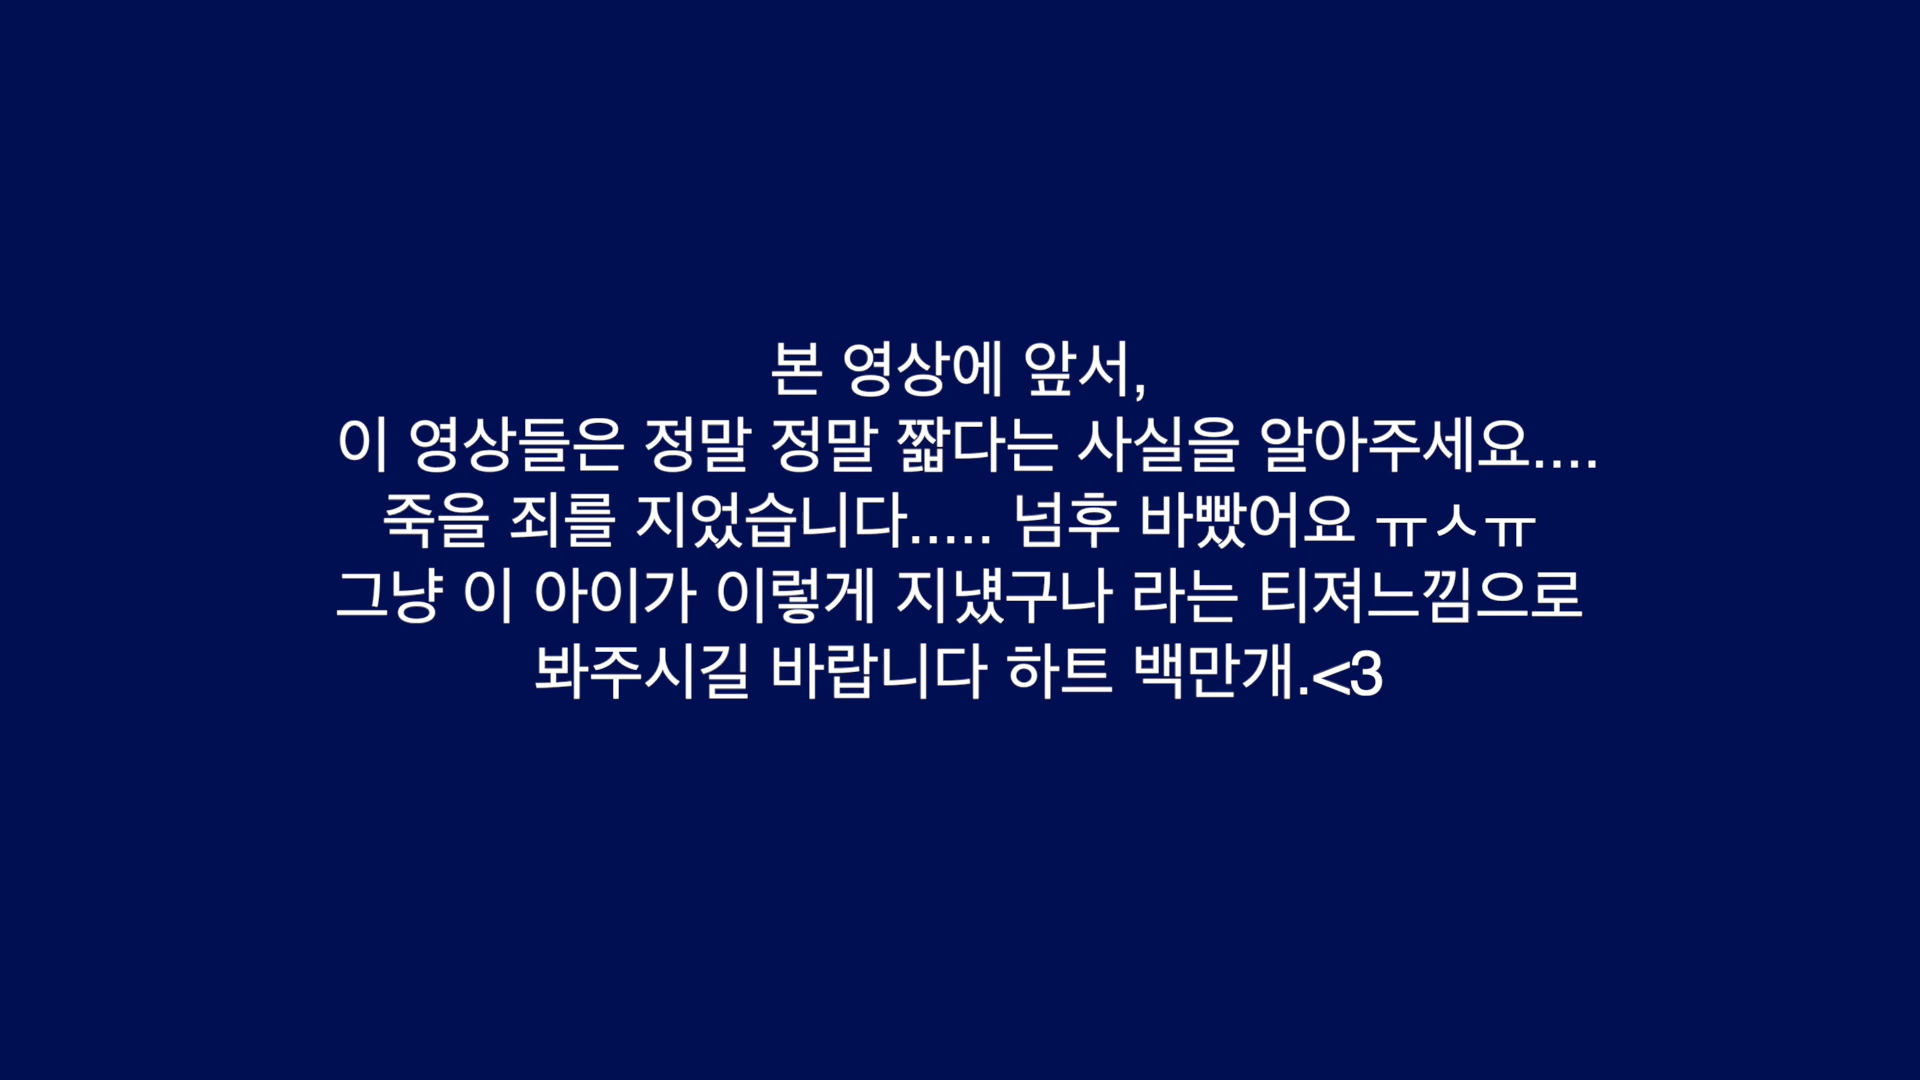 본 영상에 앞서,
이 영상들은 정말 정말 짧다는 사실을 알아주세요....
죽을 죄를 지었습니다..... 넘후 바빴어요 ㅠㅅㅠ
그냥 이 아이가 이렇게 지냈구나 라는 티져느낌으로
봐주시길 바랍니다 하트 백만개.<3